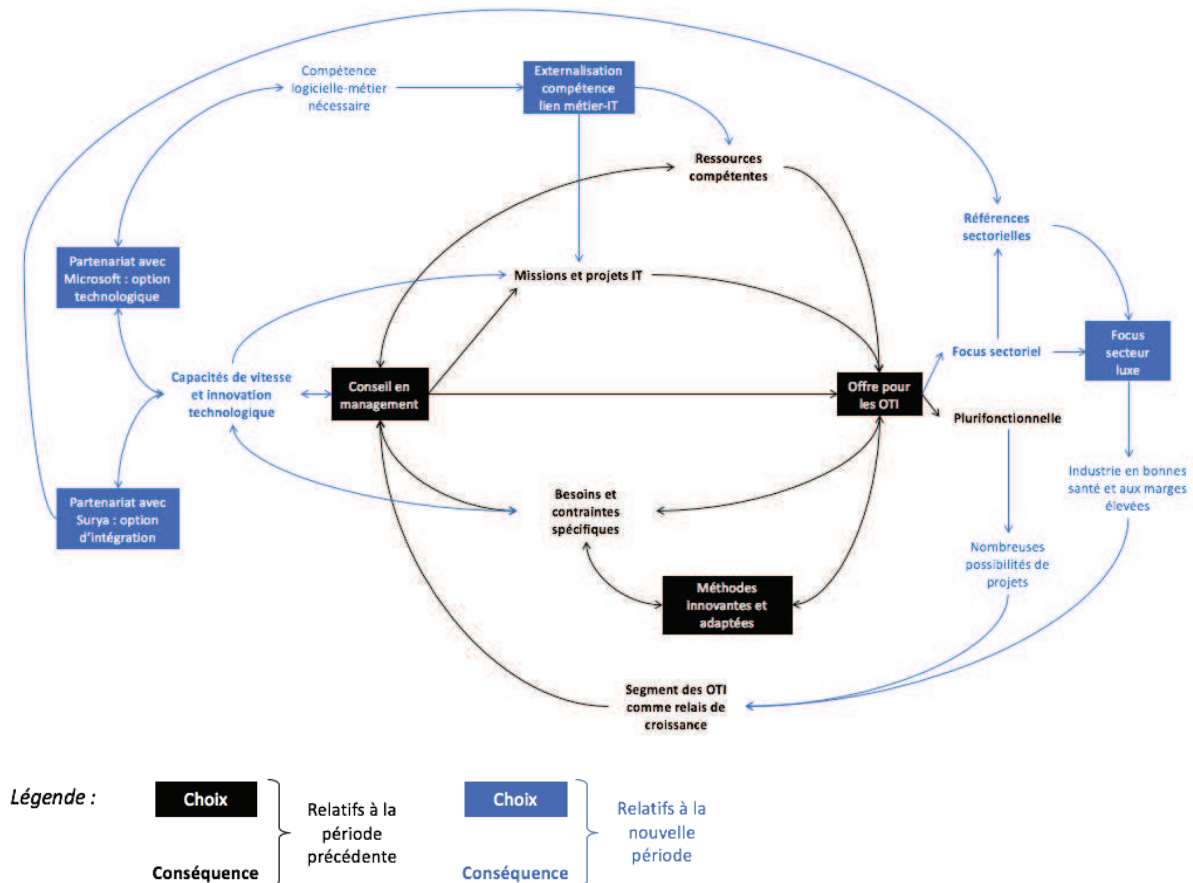 Compétence
logicielle-métier
nécessaire
Externalisation
compétence
lien métier-IT
Ressources
compétentes
Références
sectorielles
Partenariat avec
Microsoft : option
technologique
Missions et projets IT
Focus sectoriel
Focus
secteur
luxe
Capacités de vitesse
et innovation
technologique
Conseil en
management
Offre pour
les OTI
Plurifonctionnelle
Partenariat avec
Surya : option
d'intégration
Besoins et
contraintes
spécifiques
Industrie en bonnes
santé et aux marges
élevées
Nombreuses
possibilités de
projets
Méthodes
innovantes et
adaptées
Segment des OTI
comme relais de
croissance
Légende :
Choix
Conséquence
Relatifs à la
période
précédente
Choix
Conséquence
Relatifs à la
nouvelle
période